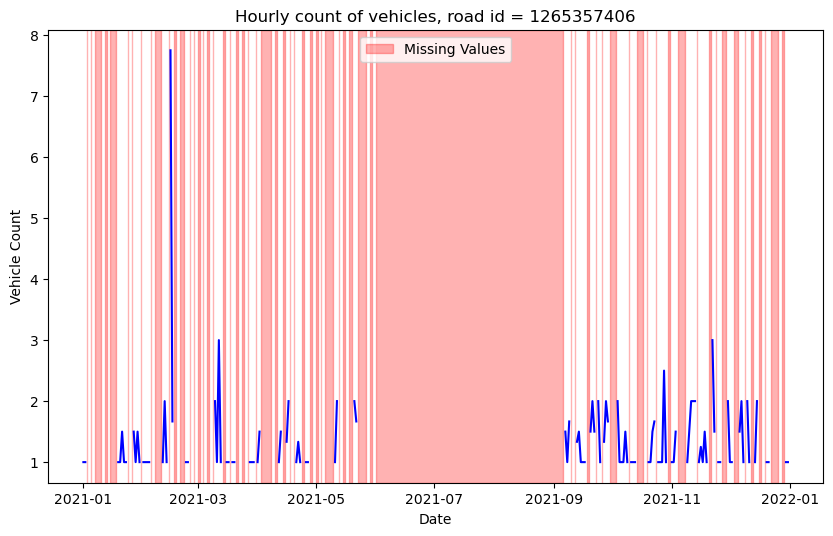 Hourly count of vehicles, road id = 1265357406
Missing Values
8
7
6
5
4
3
2
1
Vehicle Count
2021-01 2021-03 2021-05 2021-07 2021-09 2021-11 2022-01
Date